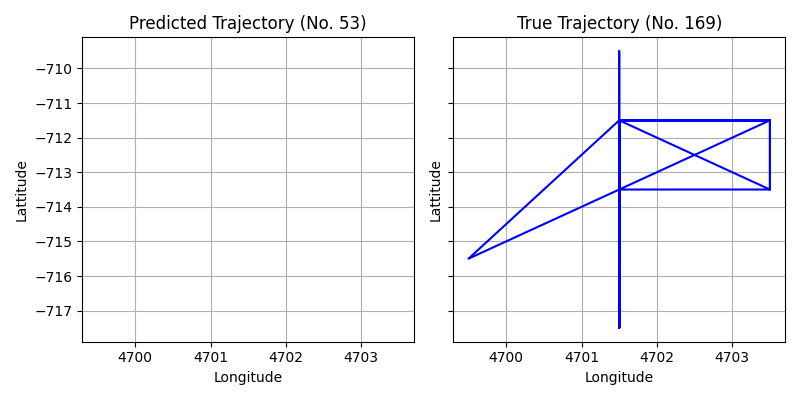 Predicted Trajectory (No. 53)
True Trajectory (No. 169)
−710
−711
−712
−713
−714
−715
−716
−717
Lattitude
Lattitude
4700 4701 4702 4703
4700 4701 4702 4703
Longitude
Longitude